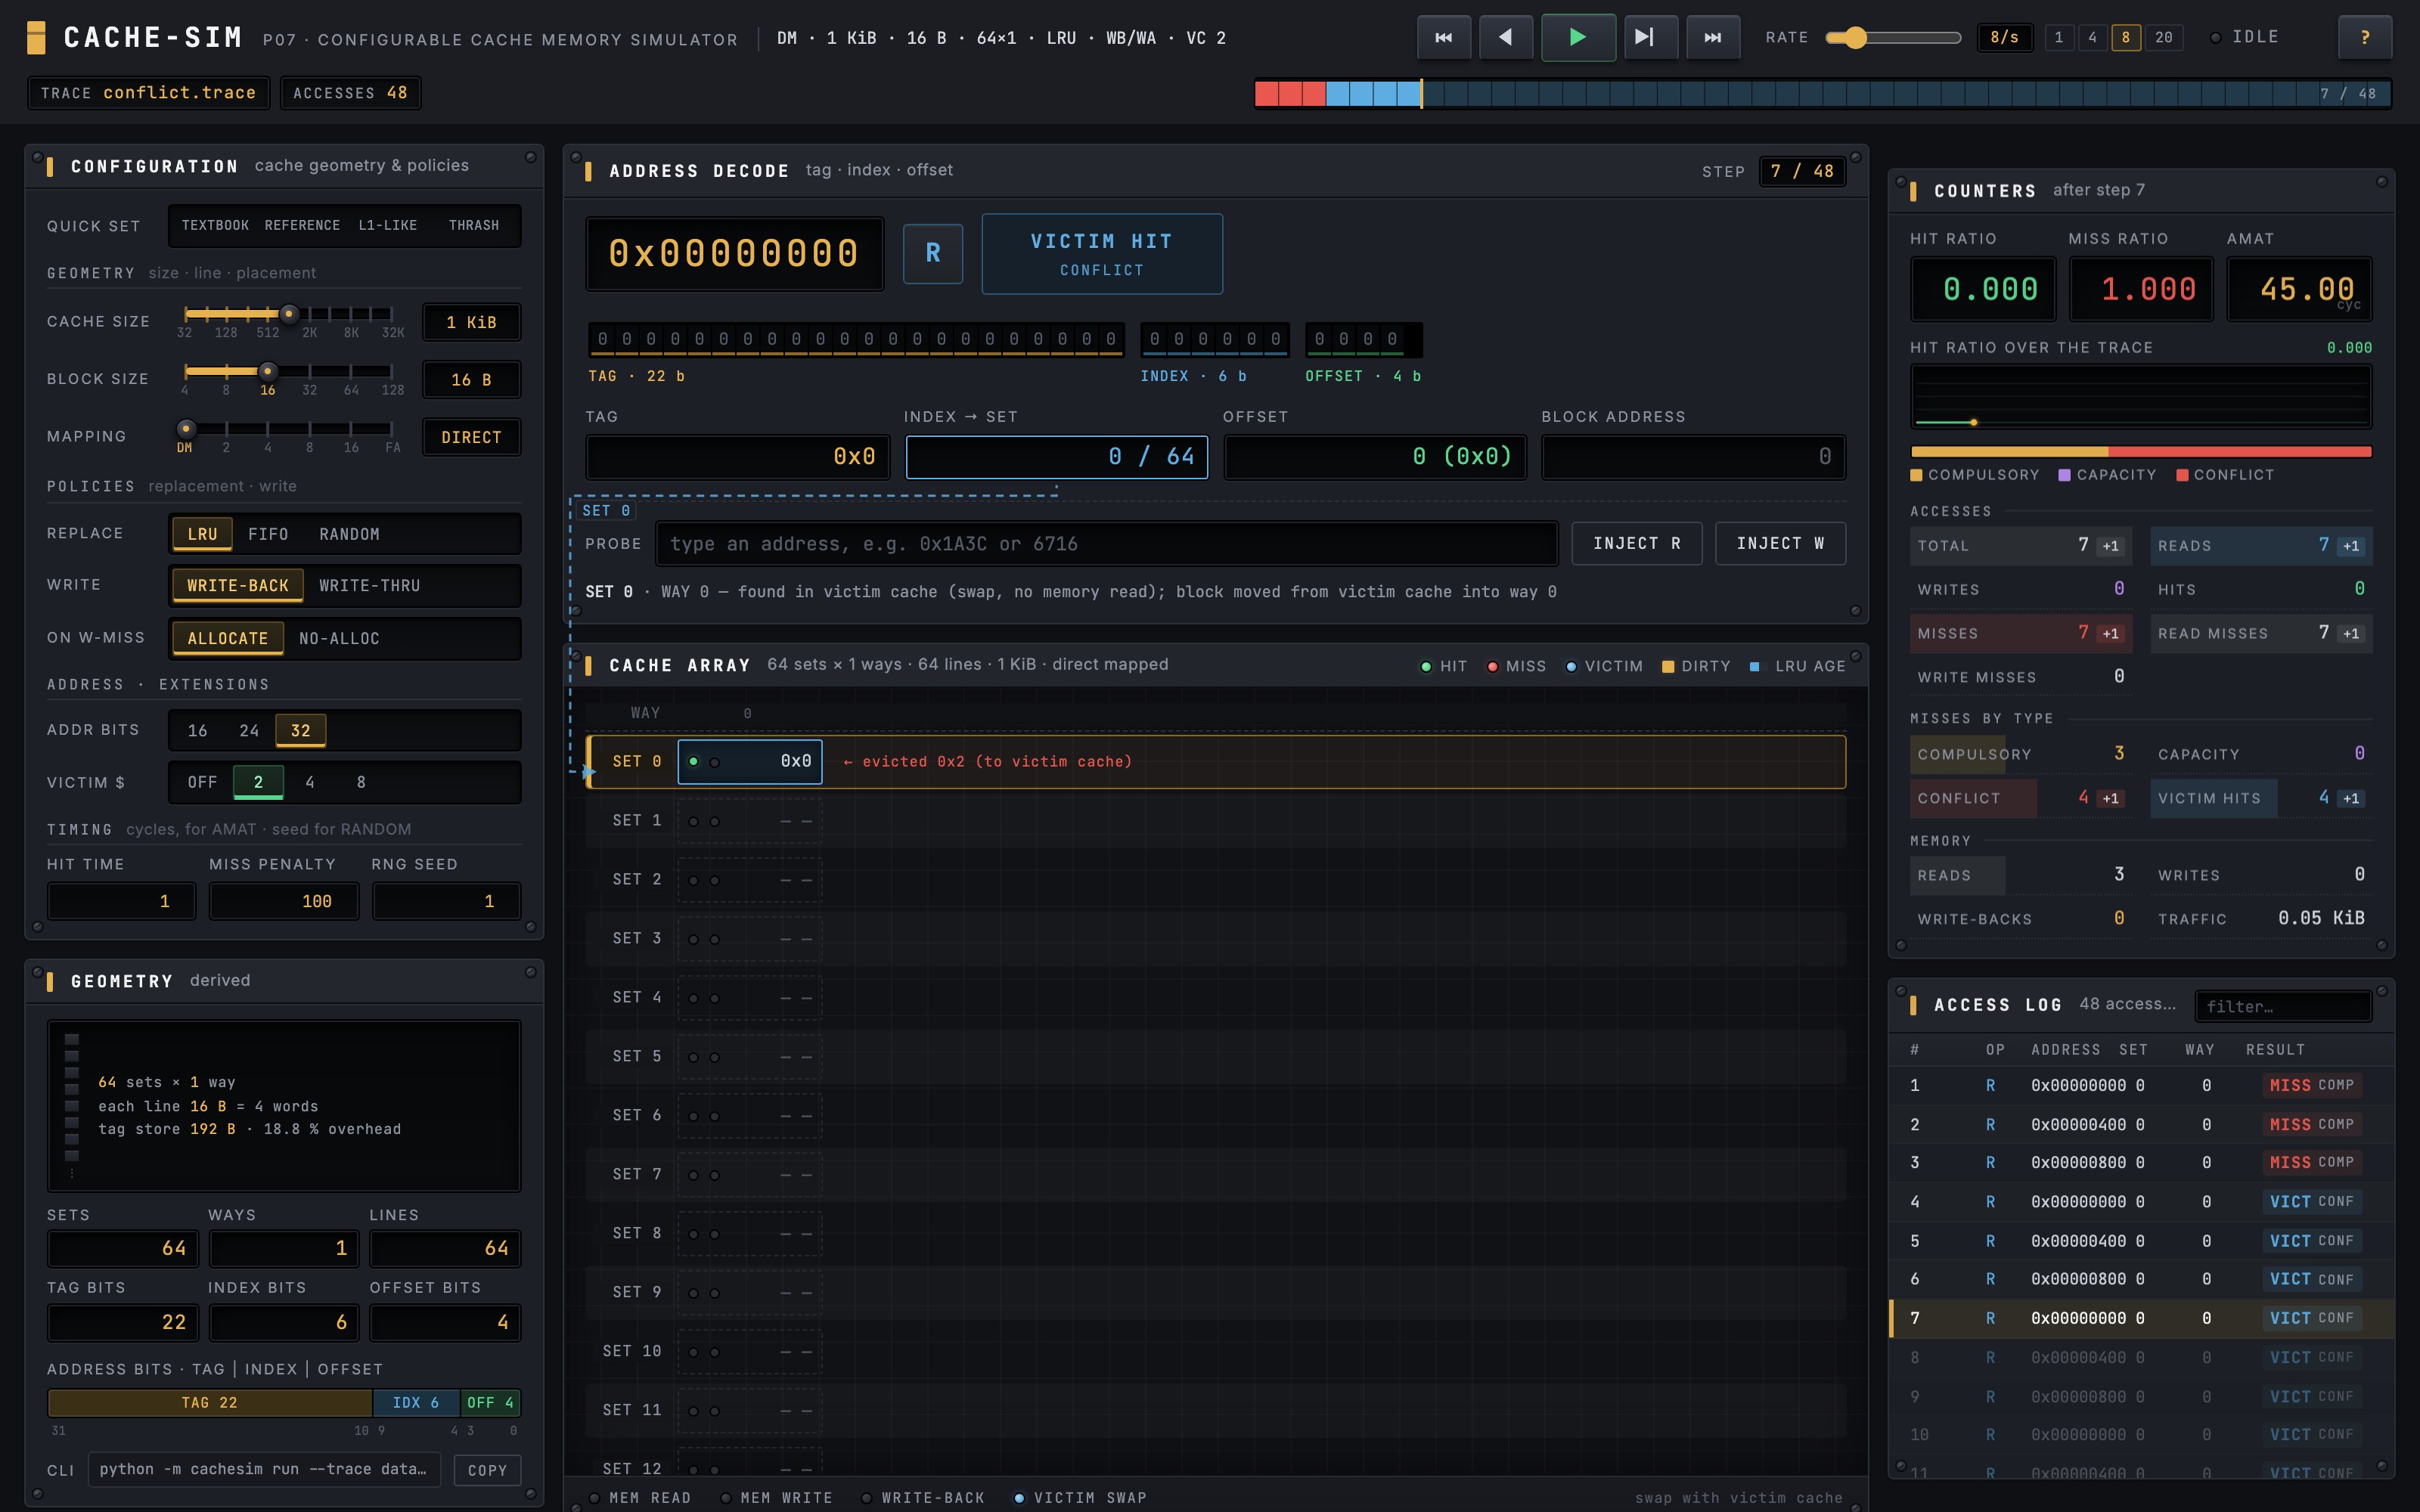 CACHE-SIM P07 · CONFIGURABLE CACHE MEMORY SIMULATOR DM · 1 KiB · 16 B · 64×1 · LRU · WB/WA · VC 2
RATE 8/s 1 4 8 20 IDLE ?
TRACE conflict.trace ACCESSES 48
7 / 48
CONFIGURATION cache geometry & policies
QUICK SET TEXTBOOK REFERENCE L1-LIKE THRASH
GEOMETRY size · line · placement
CACHE SIZE 1 KiB
32 128 512 2K 8K 32K
BLOCK SIZE 16 B
4 8 16 32 64 128
MAPPING DIRECT
DM 2 4 8 16 FA
POLICIES replacement · write
REPLACE LRU FIFO RANDOM
WRITE WRITE-BACK WRITE-THRU
ON W-MISS ALLOCATE NO-ALLOC
ADDRESS · EXTENSIONS
ADDR BITS 16 24 32
VICTIM $ OFF 2 4 8
TIMING cycles, for AMAT · seed for RANDOM
HIT TIME MISS PENALTY RNG SEED
1 100 1
GEOMETRY derived
64 sets × 1 way
each line 16 B = 4 words
tag store 192 B · 18.8 % overhead
⋮
SETS WAYS LINES
64 1 64
TAG BITS INDEX BITS OFFSET BITS
22 6 4
ADDRESS BITS · TAG | INDEX | OFFSET
TAG 22 IDX 6 OFF 4
31 10 9 4 3 0
CLI python -m cachesim run --trace data… COPY
ADDRESS DECODE tag · index · offset STEP 7 / 48
0x00000000 R VICTIM HIT
CONFLICT
0 0 0 0 0 0 0 0 0 0 0 0 0 0 0 0 0 0 0 0 0 0 0 0 0 0 0 0 0 0 0 0
TAG · 22 b INDEX · 6 b OFFSET · 4 b
TAG INDEX → SET OFFSET BLOCK ADDRESS
0x0 0 / 64 0 (0x0) 0
SET 0
PROBE type an address, e.g. 0x1A3C or 6716 INJECT R INJECT W
SET 0 · WAY 0 — found in victim cache (swap, no memory read); block moved from victim cache into way 0
CACHE ARRAY 64 sets × 1 ways · 64 lines · 1 KiB · direct mapped HIT MISS VICTIM DIRTY LRU AGE
WAY 0
SET 0 0x0 ← evicted 0x2 (to victim cache)
SET 1 — —
SET 2 — —
SET 3 — —
SET 4 — —
SET 5 — —
SET 6 — —
SET 7 — —
SET 8 — —
SET 9 — —
SET 10 — —
SET 11 — —
SET 12 — —
MEM READ MEM WRITE WRITE-BACK VICTIM SWAP swap with victim cache
COUNTERS after step 7
HIT RATIO MISS RATIO AMAT
0.000 1.000 45.00 cyc
HIT RATIO OVER THE TRACE 0.000
COMPULSORY CAPACITY CONFLICT
ACCESSES
TOTAL 7 +1 READS 7 +1
WRITES 0 HITS 0
MISSES 7 +1 READ MISSES 7 +1
WRITE MISSES 0
MISSES BY TYPE
COMPULSORY 3 CAPACITY 0
CONFLICT 4 +1 VICTIM HITS 4 +1
MEMORY
READS 3 WRITES 0
WRITE-BACKS 0 TRAFFIC 0.05 KiB
ACCESS LOG 48 access… filter…
# OP ADDRESS SET WAY RESULT
1 R 0x00000000 0 0 MISS COMP
2 R 0x00000400 0 0 MISS COMP
3 R 0x00000800 0 0 MISS COMP
4 R 0x00000000 0 0 VICT CONF
5 R 0x00000400 0 0 VICT CONF
6 R 0x00000800 0 0 VICT CONF
7 R 0x00000000 0 0 VICT CONF
8 R 0x00000400 0 0 VICT CONF
9 R 0x00000800 0 0 VICT CONF
10 R 0x00000000 0 0 VICT CONF
11 R 0x00000400 0 0 VICT CONF